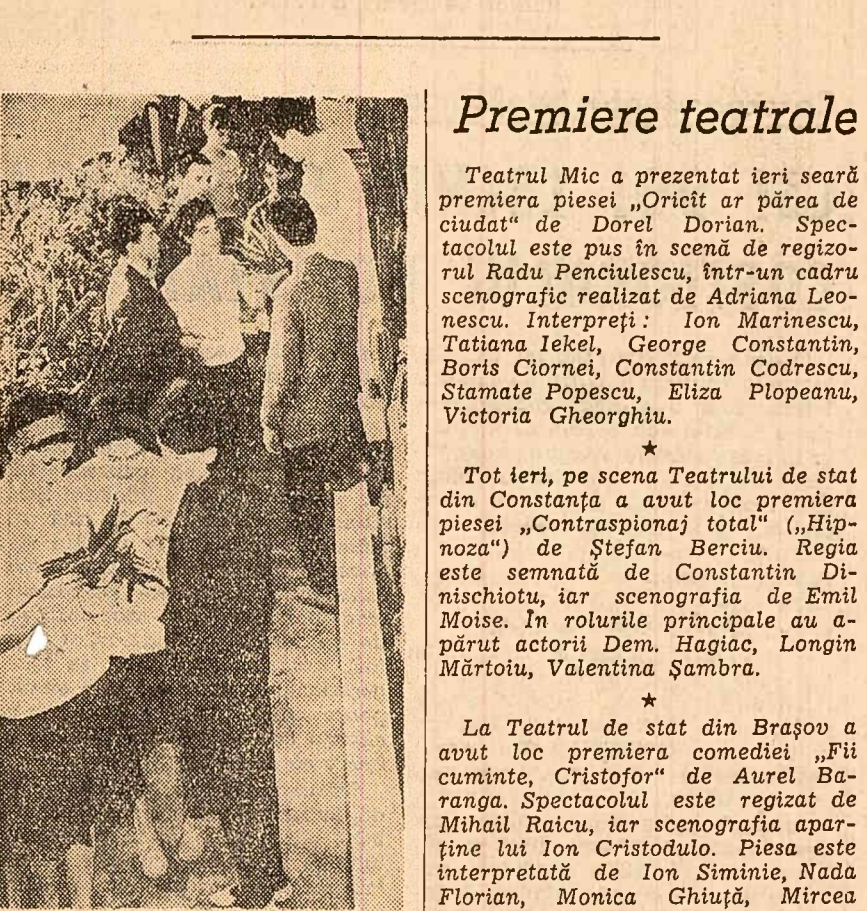 Premiere teatrale
Teatrul Mic a prezentat ieri seară
premiera piesei „Oricît ar părea de
ciudat“ de Dorel Dorian. Spec-
tacolul este pus în scenă de regizo-
rul Radu Penciulescu, într-un cadru
scenografic realizat de Adriana Leo-
nescu. Interpreți : Ion Marinescu,
Tatiana Iekel, George Constantin,
Boris Ciornei, Constantin Codrescu,
Stamate Popescu, Eliza Plopeanu,
Victoria Gheorghiu.
★
Tot ieri, pe scena Teatrului de stat
din Constanța a avut loc premiera
piesei „Contraspionaj total“ („Hip-
noza“) de Ștefan Berciu. Regia
este semnată de Constantin Di-
nischiotu, iar scenografia de Emil
Moise. În rolurile principale au a-
părut actorii Dem. Hagiac, Longin
Mărtoiu, Valentina Șambra.
★
La Teatrul de stat din Brașov a
avut loc premiera comediei „Fii
cuminte, Cristofor“ de Aurel Ba-
ranga. Spectacolul este regizat de
Mihail Raicu, iar scenografia apar-
ține lui Ion Cristodulo. Piesa este
interpretată de Ion Siminie, Nada
Florian, Monica Ghiuță, Mircea